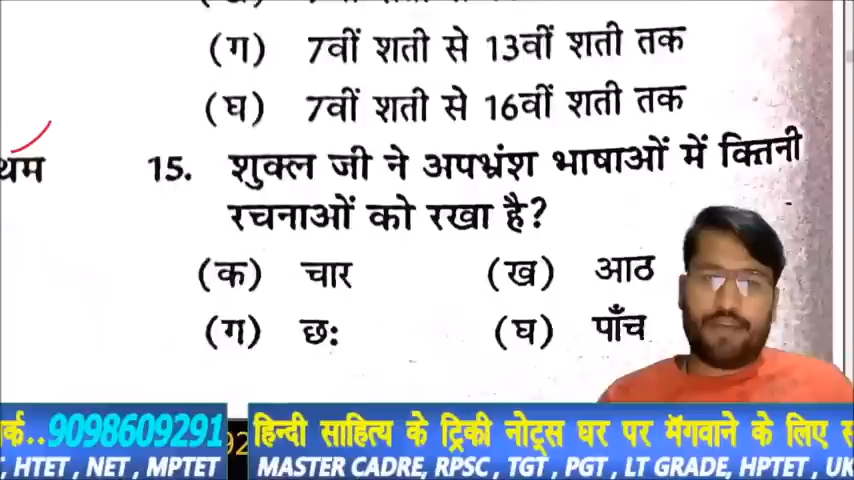 (ग) 7वीं शती से 13वीं शती तक
(घ) 7वीं शती से 16वीं शती तक
थम
15. शुक्ल जी ने अपभ्रंश भाषाओं में कितनी
रचनाओं को रखा है?
(क) चार (ख) आठ
(ग) छः (घ) पाँच
र्क..9098609291 हिन्दी साहित्य के ट्रिकी नोट्स घर पर मँगवाने के लिए
, HTET , NET , MPTET MASTER CADRE, RPSC , TGT , PGT , LT GRADE, HPTET , UK